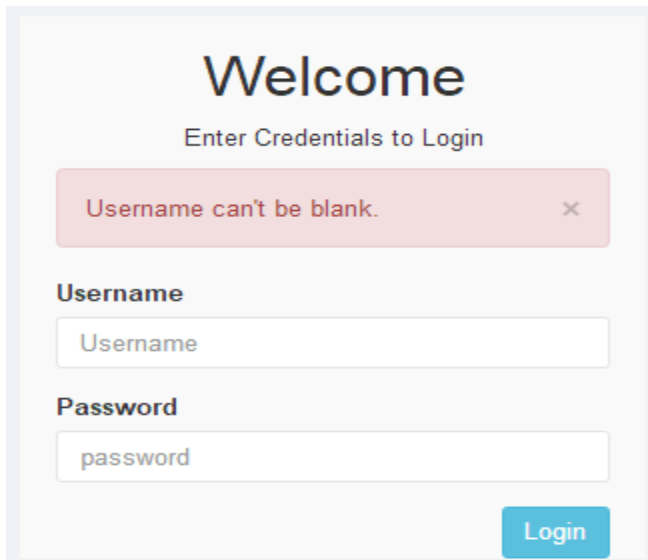 Welcome
Enter Credentials to Login
Username can't be blank. ×
Username
Username
Password
password
Login